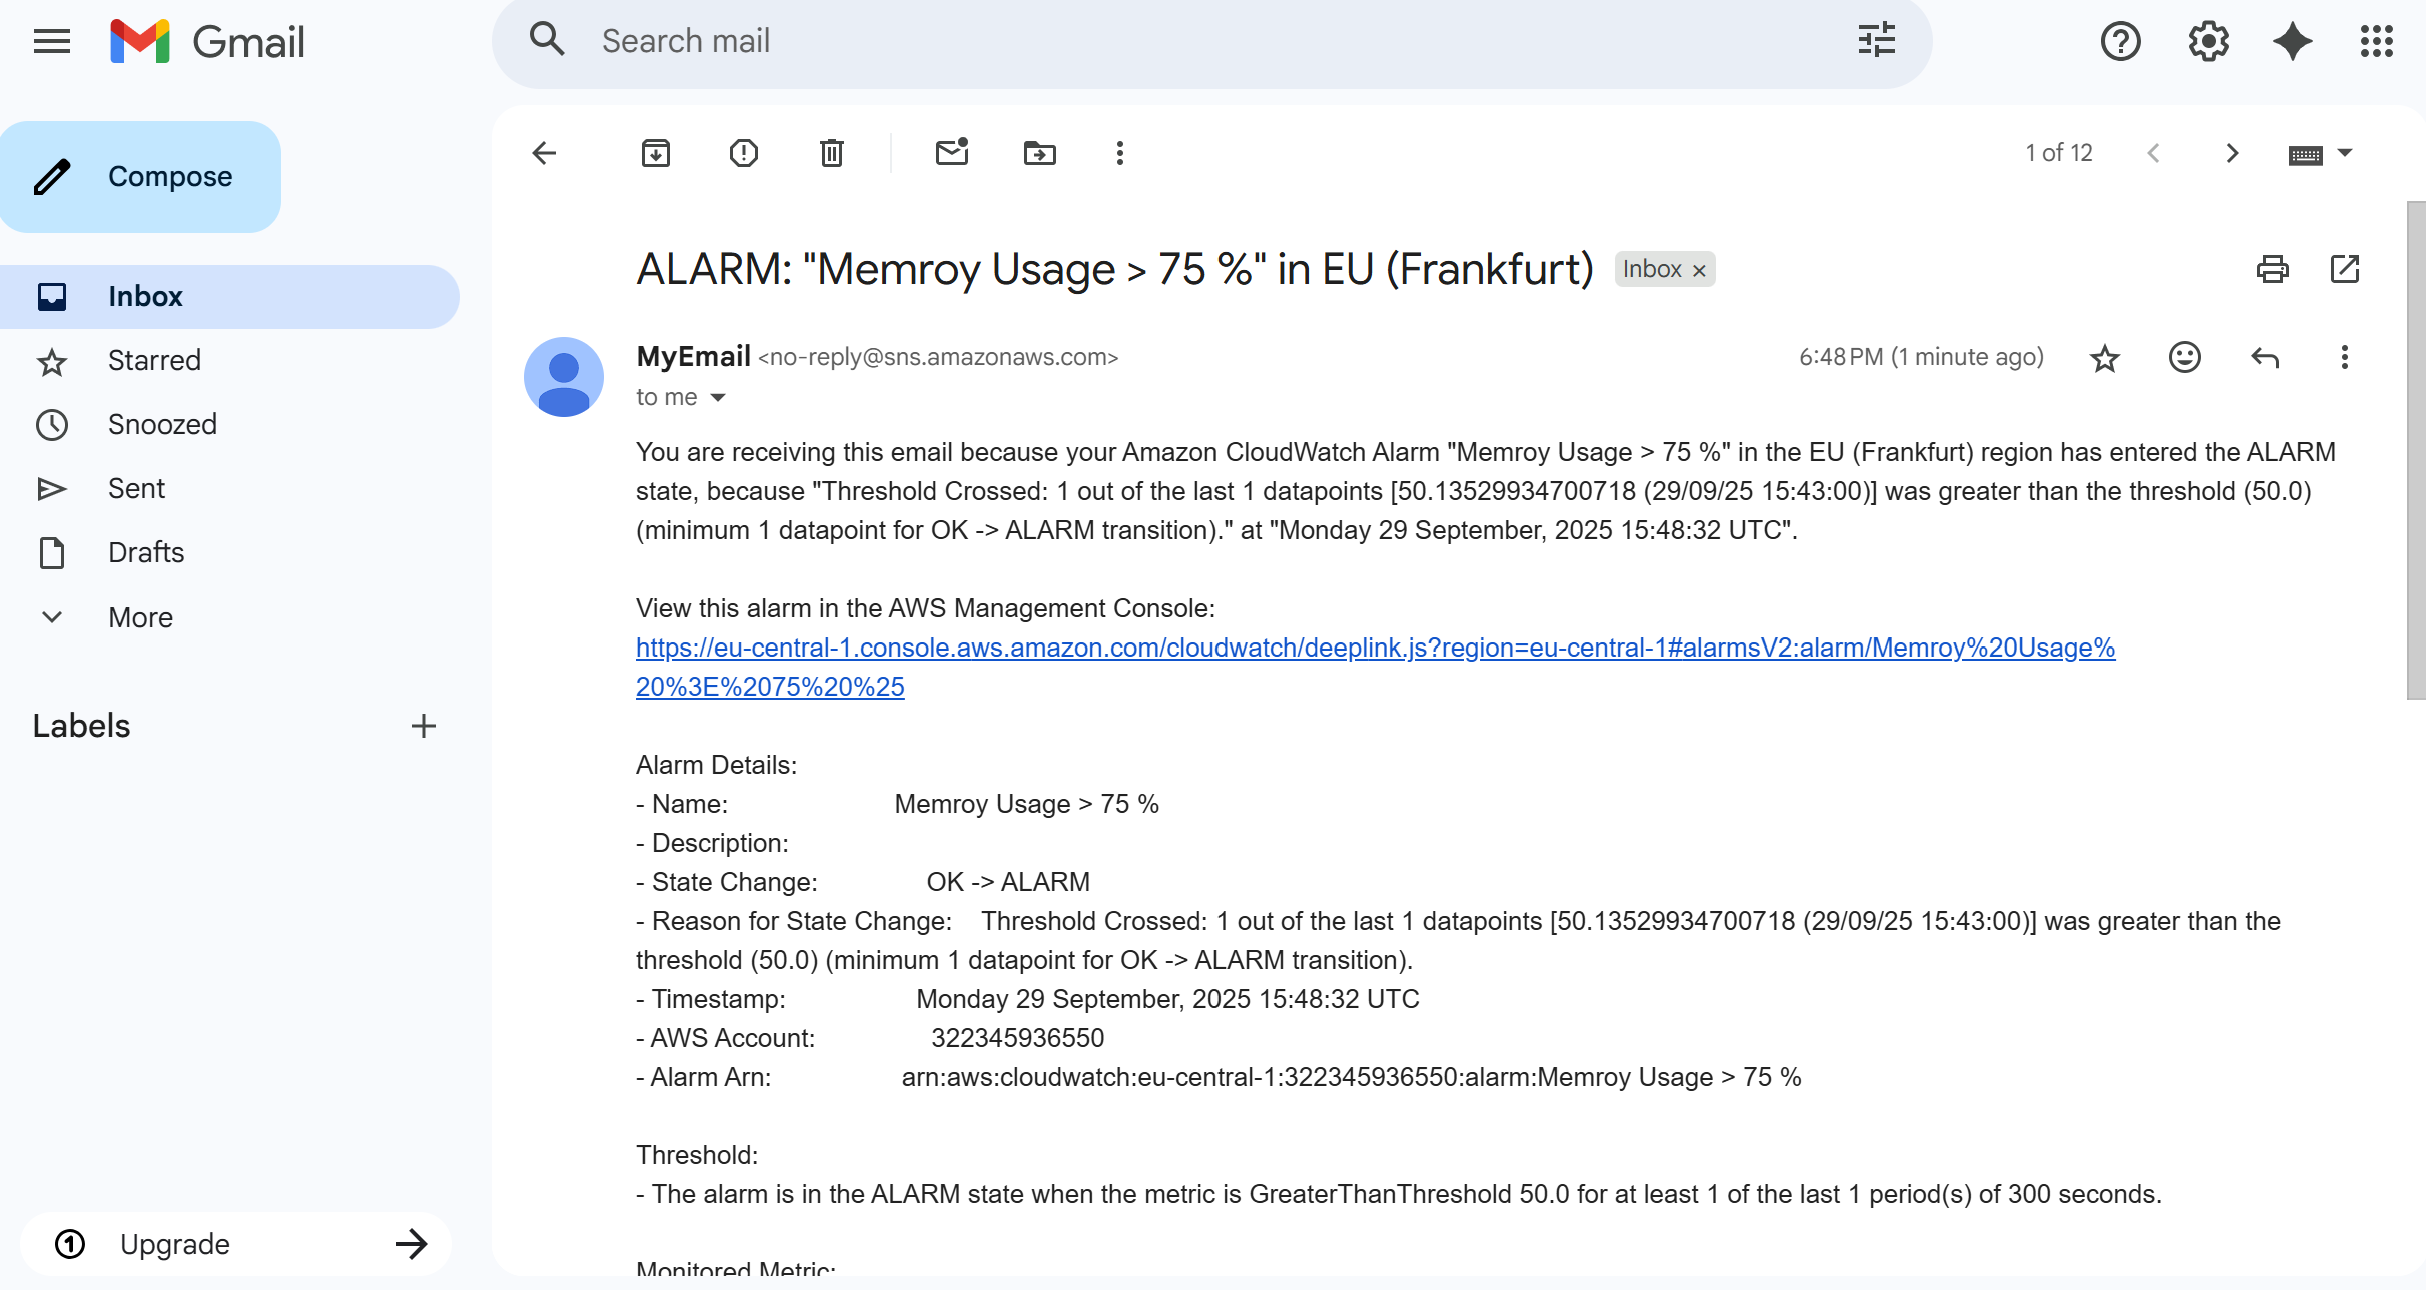 Gmail
Search mail
Compose
1 of 12
Inbox
Starred
Snoozed
Sent
Drafts
More
Labels
Upgrade
ALARM: "Memroy Usage > 75 %" in EU (Frankfurt)
Inbox ×
MyEmail <no-reply@sns.amazonaws.com>
6:48 PM (1 minute ago)
to me
You are receiving this email because your Amazon CloudWatch Alarm "Memroy Usage > 75 %" in the EU (Frankfurt) region has entered the ALARM
state, because "Threshold Crossed: 1 out of the last 1 datapoints [50.13529934700718 (29/09/25 15:43:00)] was greater than the threshold (50.0)
(minimum 1 datapoint for OK -> ALARM transition)." at "Monday 29 September, 2025 15:48:32 UTC".
View this alarm in the AWS Management Console:
https://eu-central-1.console.aws.amazon.com/cloudwatch/deeplink.js?region=eu-central-1#alarmsV2:alarm/Memroy%20Usage%
20%3E%2075%20%25
Alarm Details:
- Name: Memroy Usage > 75 %
- Description:
- State Change: OK -> ALARM
- Reason for State Change: Threshold Crossed: 1 out of the last 1 datapoints [50.13529934700718 (29/09/25 15:43:00)] was greater than the
threshold (50.0) (minimum 1 datapoint for OK -> ALARM transition).
- Timestamp: Monday 29 September, 2025 15:48:32 UTC
- AWS Account: 322345936550
- Alarm Arn: arn:aws:cloudwatch:eu-central-1:322345936550:alarm:Memroy Usage > 75 %
Threshold:
- The alarm is in the ALARM state when the metric is GreaterThanThreshold 50.0 for at least 1 of the last 1 period(s) of 300 seconds.
Monitored Metric: